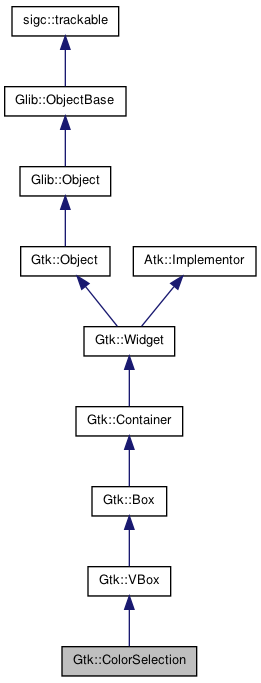 sigc::trackable
Glib::ObjectBase
Glib::Object
Gtk::Object
Atk::Implementor
Gtk::Widget
Gtk::Container
Gtk::Box
Gtk::VBox
Gtk::ColorSelection